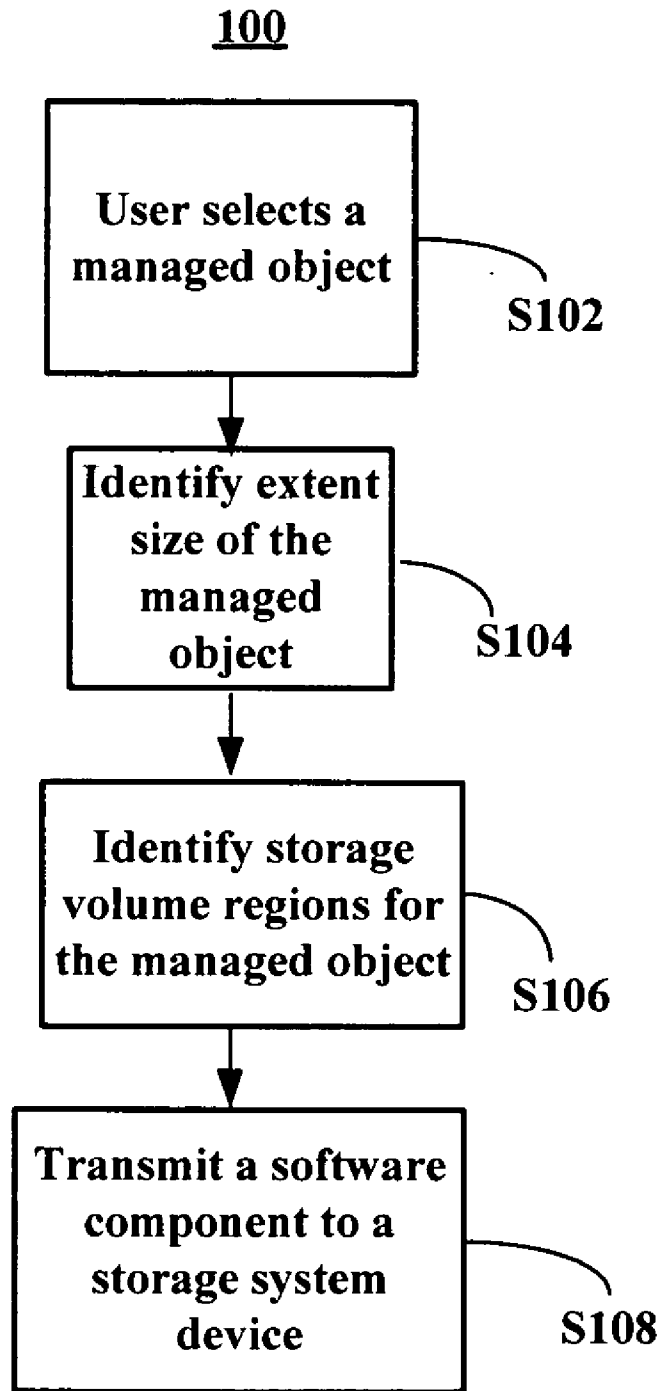 100
User selects a
managed object
S102
Identify extent
size of the
managed
object
S104
Identify storage
volume regions for
the managed object
S106
Transmit a software
component to a
storage system
device
S108